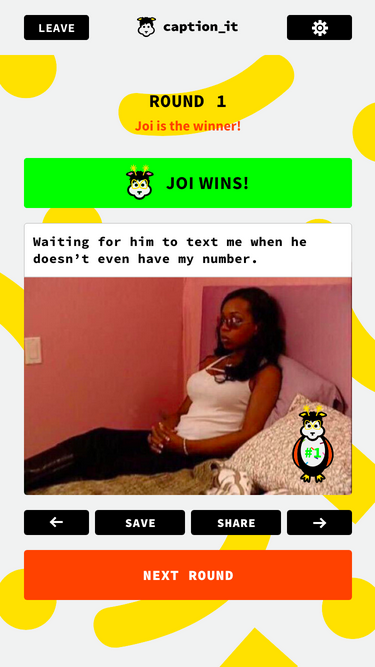 LEAVE
caption_it
ROUND 1
Joi is the winner!
JOI WINS!
Waiting for him to text me when he
doesn’t even have my number.
#1
SAVE
SHARE
NEXT ROUND